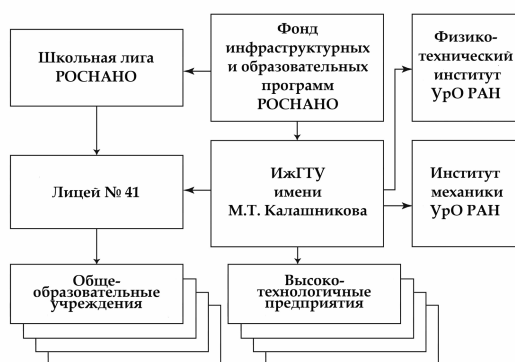 Школьная лига
РОСНАНО
Фонд
инфраструктурных
и образовательных
программ
РОСНАНО
Физико-
технический
институт
УрО РАН
Лицей № 41
ИжГТУ
имени
М.Т. Калашникова
Институт
механики
УрО РАН
Обще-
образовательные
учреждения
Высоко-
технологичные
предприятия